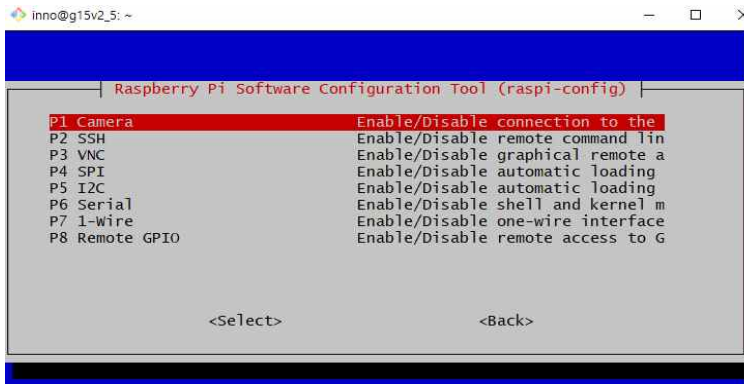 inno@g15v2_5: ~
Raspberry Pi Software Configuration Tool (raspi-config)
P1 Camera Enable/Disable connection to the
P2 SSH Enable/Disable remote command lin
P3 VNC Enable/Disable graphical remote a
P4 SPI Enable/Disable automatic loading
P5 I2C Enable/Disable automatic loading
P6 Serial Enable/Disable shell and kernel m
P7 1-Wire Enable/Disable one-wire interface
P8 Remote GPIO Enable/Disable remote access to G
<Select> <Back>